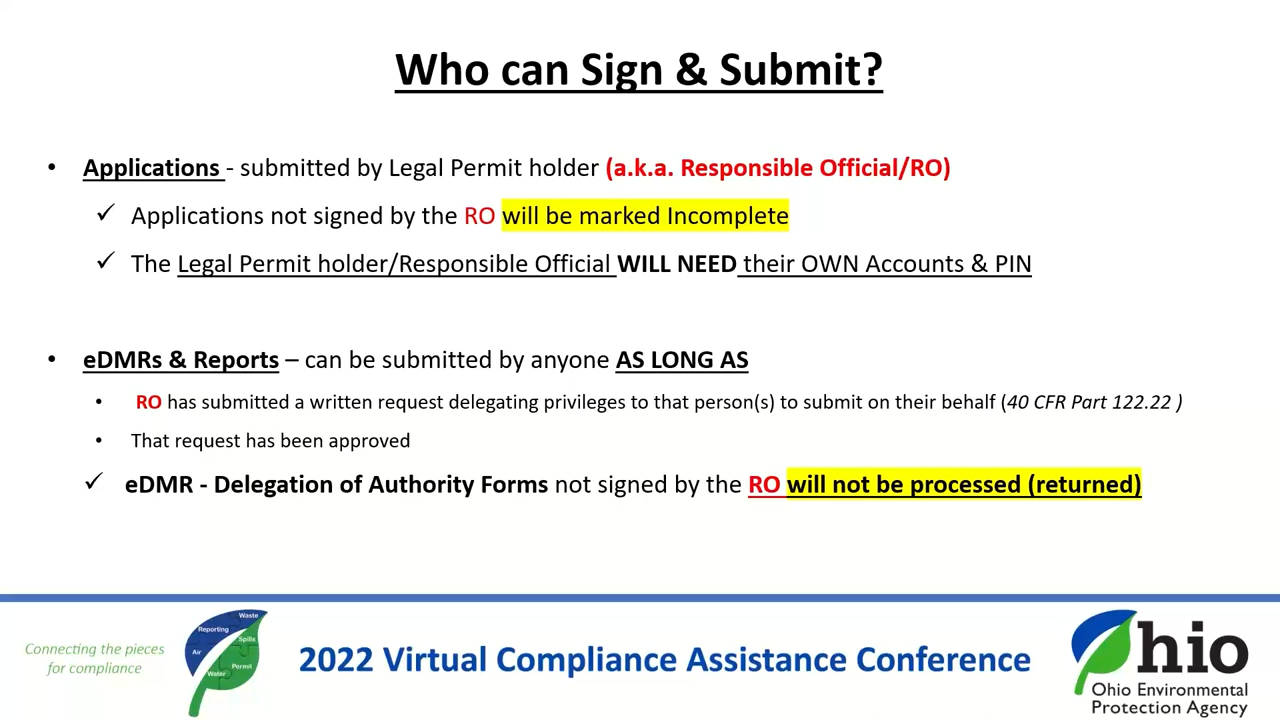 Who can Sign & Submit?
• Applications - submitted by Legal Permit holder (a.k.a. Responsible Official/RO)
✓ Applications not signed by the RO will be marked Incomplete
✓ The Legal Permit holder/Responsible Official WILL NEED their OWN Accounts & PIN
• eDMRs & Reports – can be submitted by anyone AS LONG AS
• RO has submitted a written request delegating privileges to that person(s) to submit on their behalf (40 CFR Part 122.22 )
• That request has been approved
✓ eDMR - Delegation of Authority Forms not signed by the RO will not be processed (returned)
Connecting the pieces
for compliance
Waste
Reporting
Spills
Air
Permit
Water
2022 Virtual Compliance Assistance Conference
Ohio
Ohio Environmental
Protection Agency